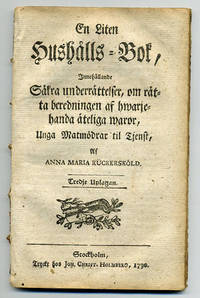 En Liten
Hushålls-Bok,
Innehållande
Säkra underrättelser, om rät-
ta beredningen af hwarje-
handa äteliga waror,
Unga Matmödrar til Tjenst,
Af
ANNA MARIA RÜCKERSKÖLD.
Tredje Uplagan.
Stockholm,
Tryckt hos JOH. CHRIST. HOLMBERG, 1790.